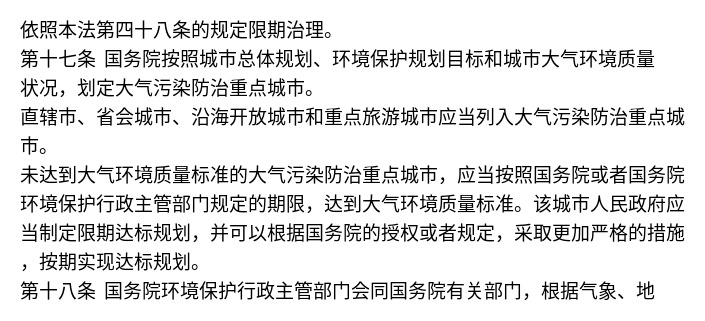 依照本法第四十八条的规定限期治理。
第十七条 国务院按照城市总体规划、环境保护规划目标和城市大气环境质量
状况，划定大气污染防治重点城市。
直辖市、省会城市、沿海开放城市和重点旅游城市应当列入大气污染防治重点城
市。
未达到大气环境质量标准的大气污染防治重点城市，应当按照国务院或者国务院
环境保护行政主管部门规定的期限，达到大气环境质量标准。该城市人民政府应
当制定限期达标规划，并可以根据国务院的授权或者规定，采取更加严格的措施
，按期实现达标规划。
第十八条 国务院环境保护行政主管部门会同国务院有关部门，根据气象、地